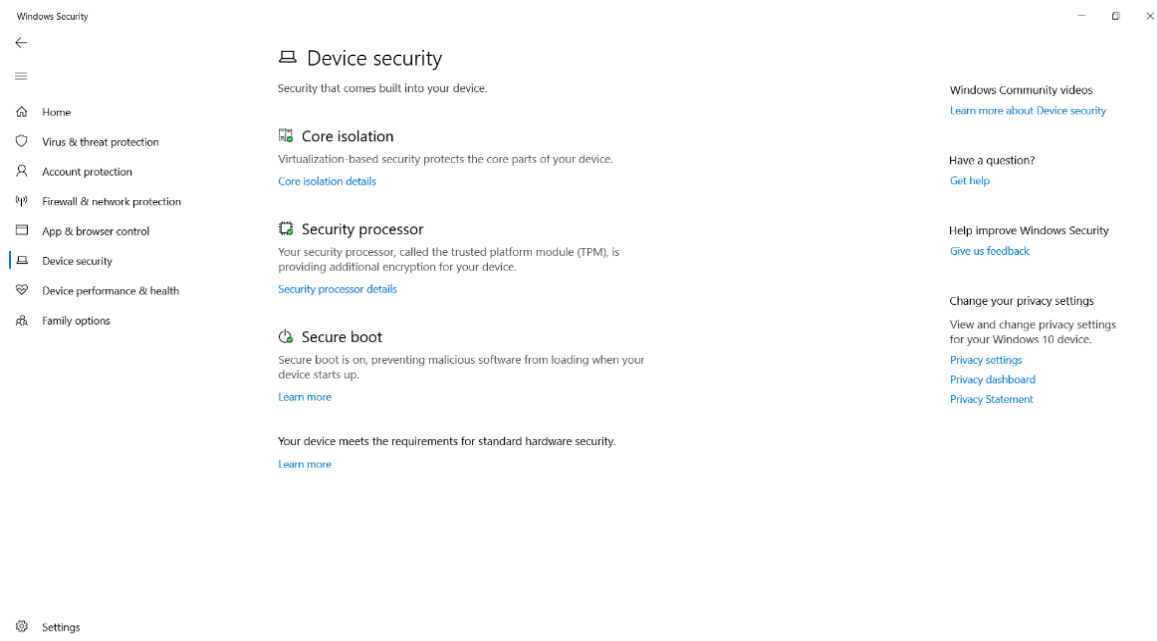 Windows Security
Home
Virus & threat protection
Account protection
Firewall & network protection
App & browser control
Device security
Device performance & health
Family options
Settings
Device security
Security that comes built into your device.
Core isolation
Virtualization-based security protects the core parts of your device.
Core isolation details
Security processor
Your security processor, called the trusted platform module (TPM), is
providing additional encryption for your device.
Security processor details
Secure boot
Secure boot is on, preventing malicious software from loading when your
device starts up.
Learn more
Your device meets the requirements for standard hardware security.
Learn more
Windows Community videos
Learn more about Device security
Have a question?
Get help
Help improve Windows Security
Give us feedback
Change your privacy settings
View and change privacy settings
for your Windows 10 device.
Privacy settings
Privacy dashboard
Privacy Statement